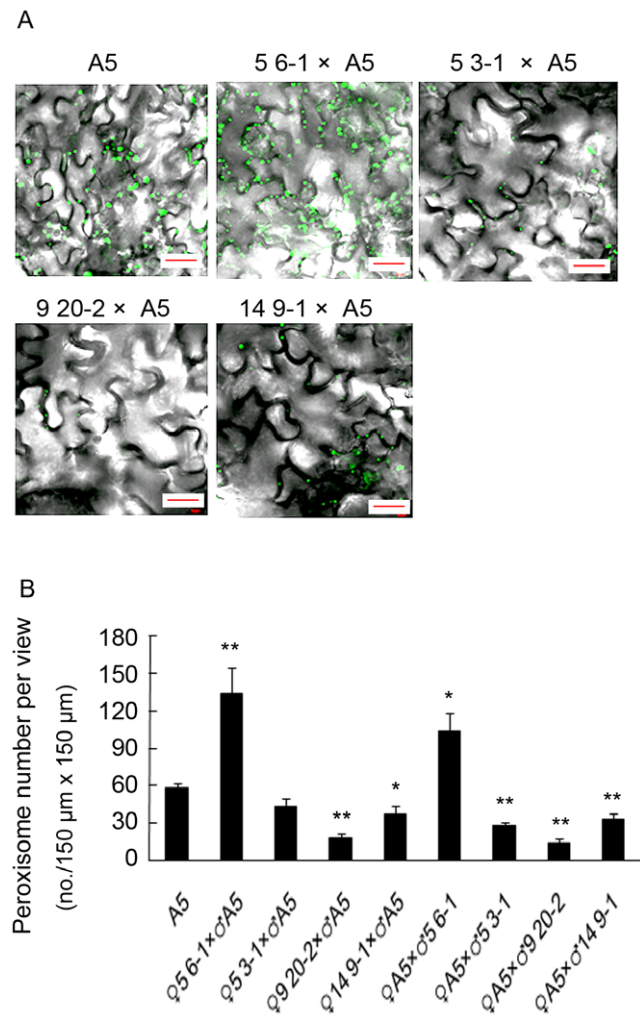 A
A5
5 6-1 × A5
5 3-1 × A5
9 20-2 × A5
14 9-1 × A5
B
Peroxisome number per view
(no./150 µm x 150 µm)
180
150
120
90
60
30
0
**
**
*
*
**
**
**
A5
♀5 6-1×♂A5
♀5 3-1×♂A5
♀9 20-2×♂A5
♀14 9-1×♂A5
♀A5×♂5 6-1
♀A5×♂5 3-1
♀A5×♂9 20-2
♀A5×♂14 9-1